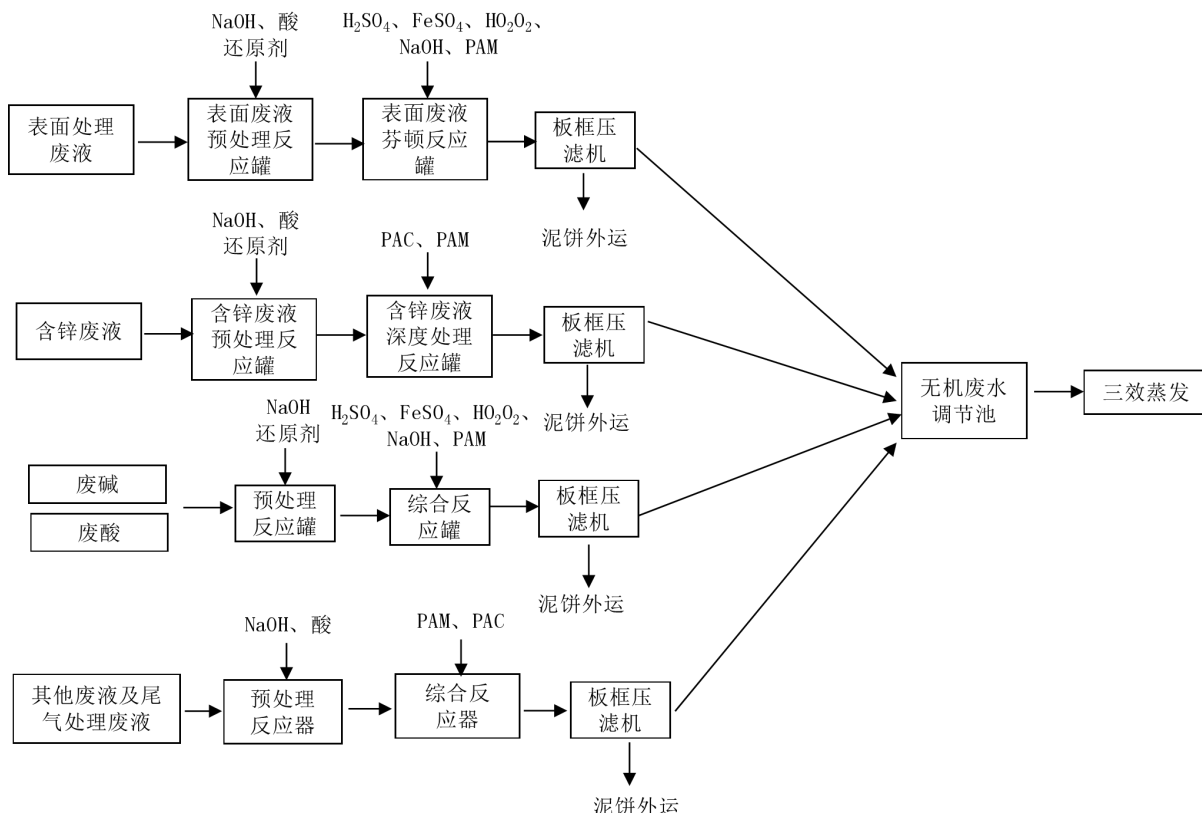 NaOH、酸
还原剂
H₂SO₄、FeSO₄、HO₂O₂、
NaOH、PAM
表面处理
废液
表面废液
预处理反
应罐
表面废液
芬顿反应
罐
板框压
滤机
泥饼外运
NaOH、酸
还原剂
PAC、PAM
含锌废液
含锌废液
预处理反
应罐
含锌废液
深度处理
反应罐
板框压
滤机
泥饼外运
无机废水
调节池
三效蒸发
NaOH
还原剂
H₂SO₄、FeSO₄、HO₂O₂、
NaOH、PAM
废碱
废酸
预处理
反应罐
综合反
应罐
板框压
滤机
泥饼外运
NaOH、酸
PAM、PAC
其他废液及尾
气处理废液
预处理
反应器
综合反
应器
板框压
滤机
泥饼外运